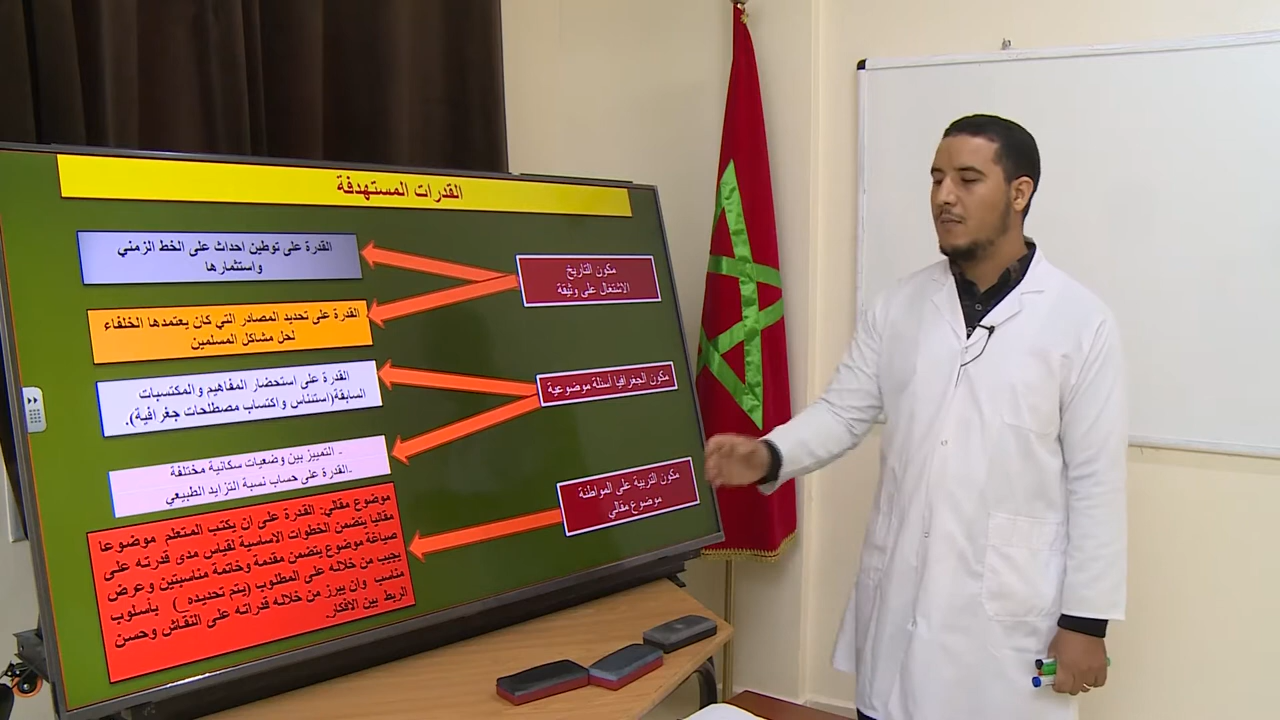 القدرات المستهدفة
مكون التاريخ
الاشتغال على وثيقة
القدرة على توطين احداث على الخط الزمني
واستثمارها
القدرة على تحديد المصادر التي كان يعتمدها الخلفاء
لحل مشاكل المسلمين
مكون الجغرافيا أسئلة موضوعية
القدرة على استحضار المفاهيم والمكتسبات
السابقة(استئناس واكتساب مصطلحات جغرافية).
- التمييز بين وضعيات سكانية مختلفة
-القدرة على حساب نسبة التزايد الطبيعي
مكون التربية على المواطنة
موضوع مقالي
موضوع مقالي: القدرة على ان يكتب المتعلم موضوعا
مقاليا يتضمن الخطوات الاساسية لقياس مدى قدرته على
صياغة موضوع يتضمن مقدمة وخاتمة مناسبتين وعرض
يجيب من خلاله على المطلوب (يتم تحديده ) بأسلوب
مناسب وان يبرز من خلاله قدراته على النقاش وحسن
الربط بين الافكار.